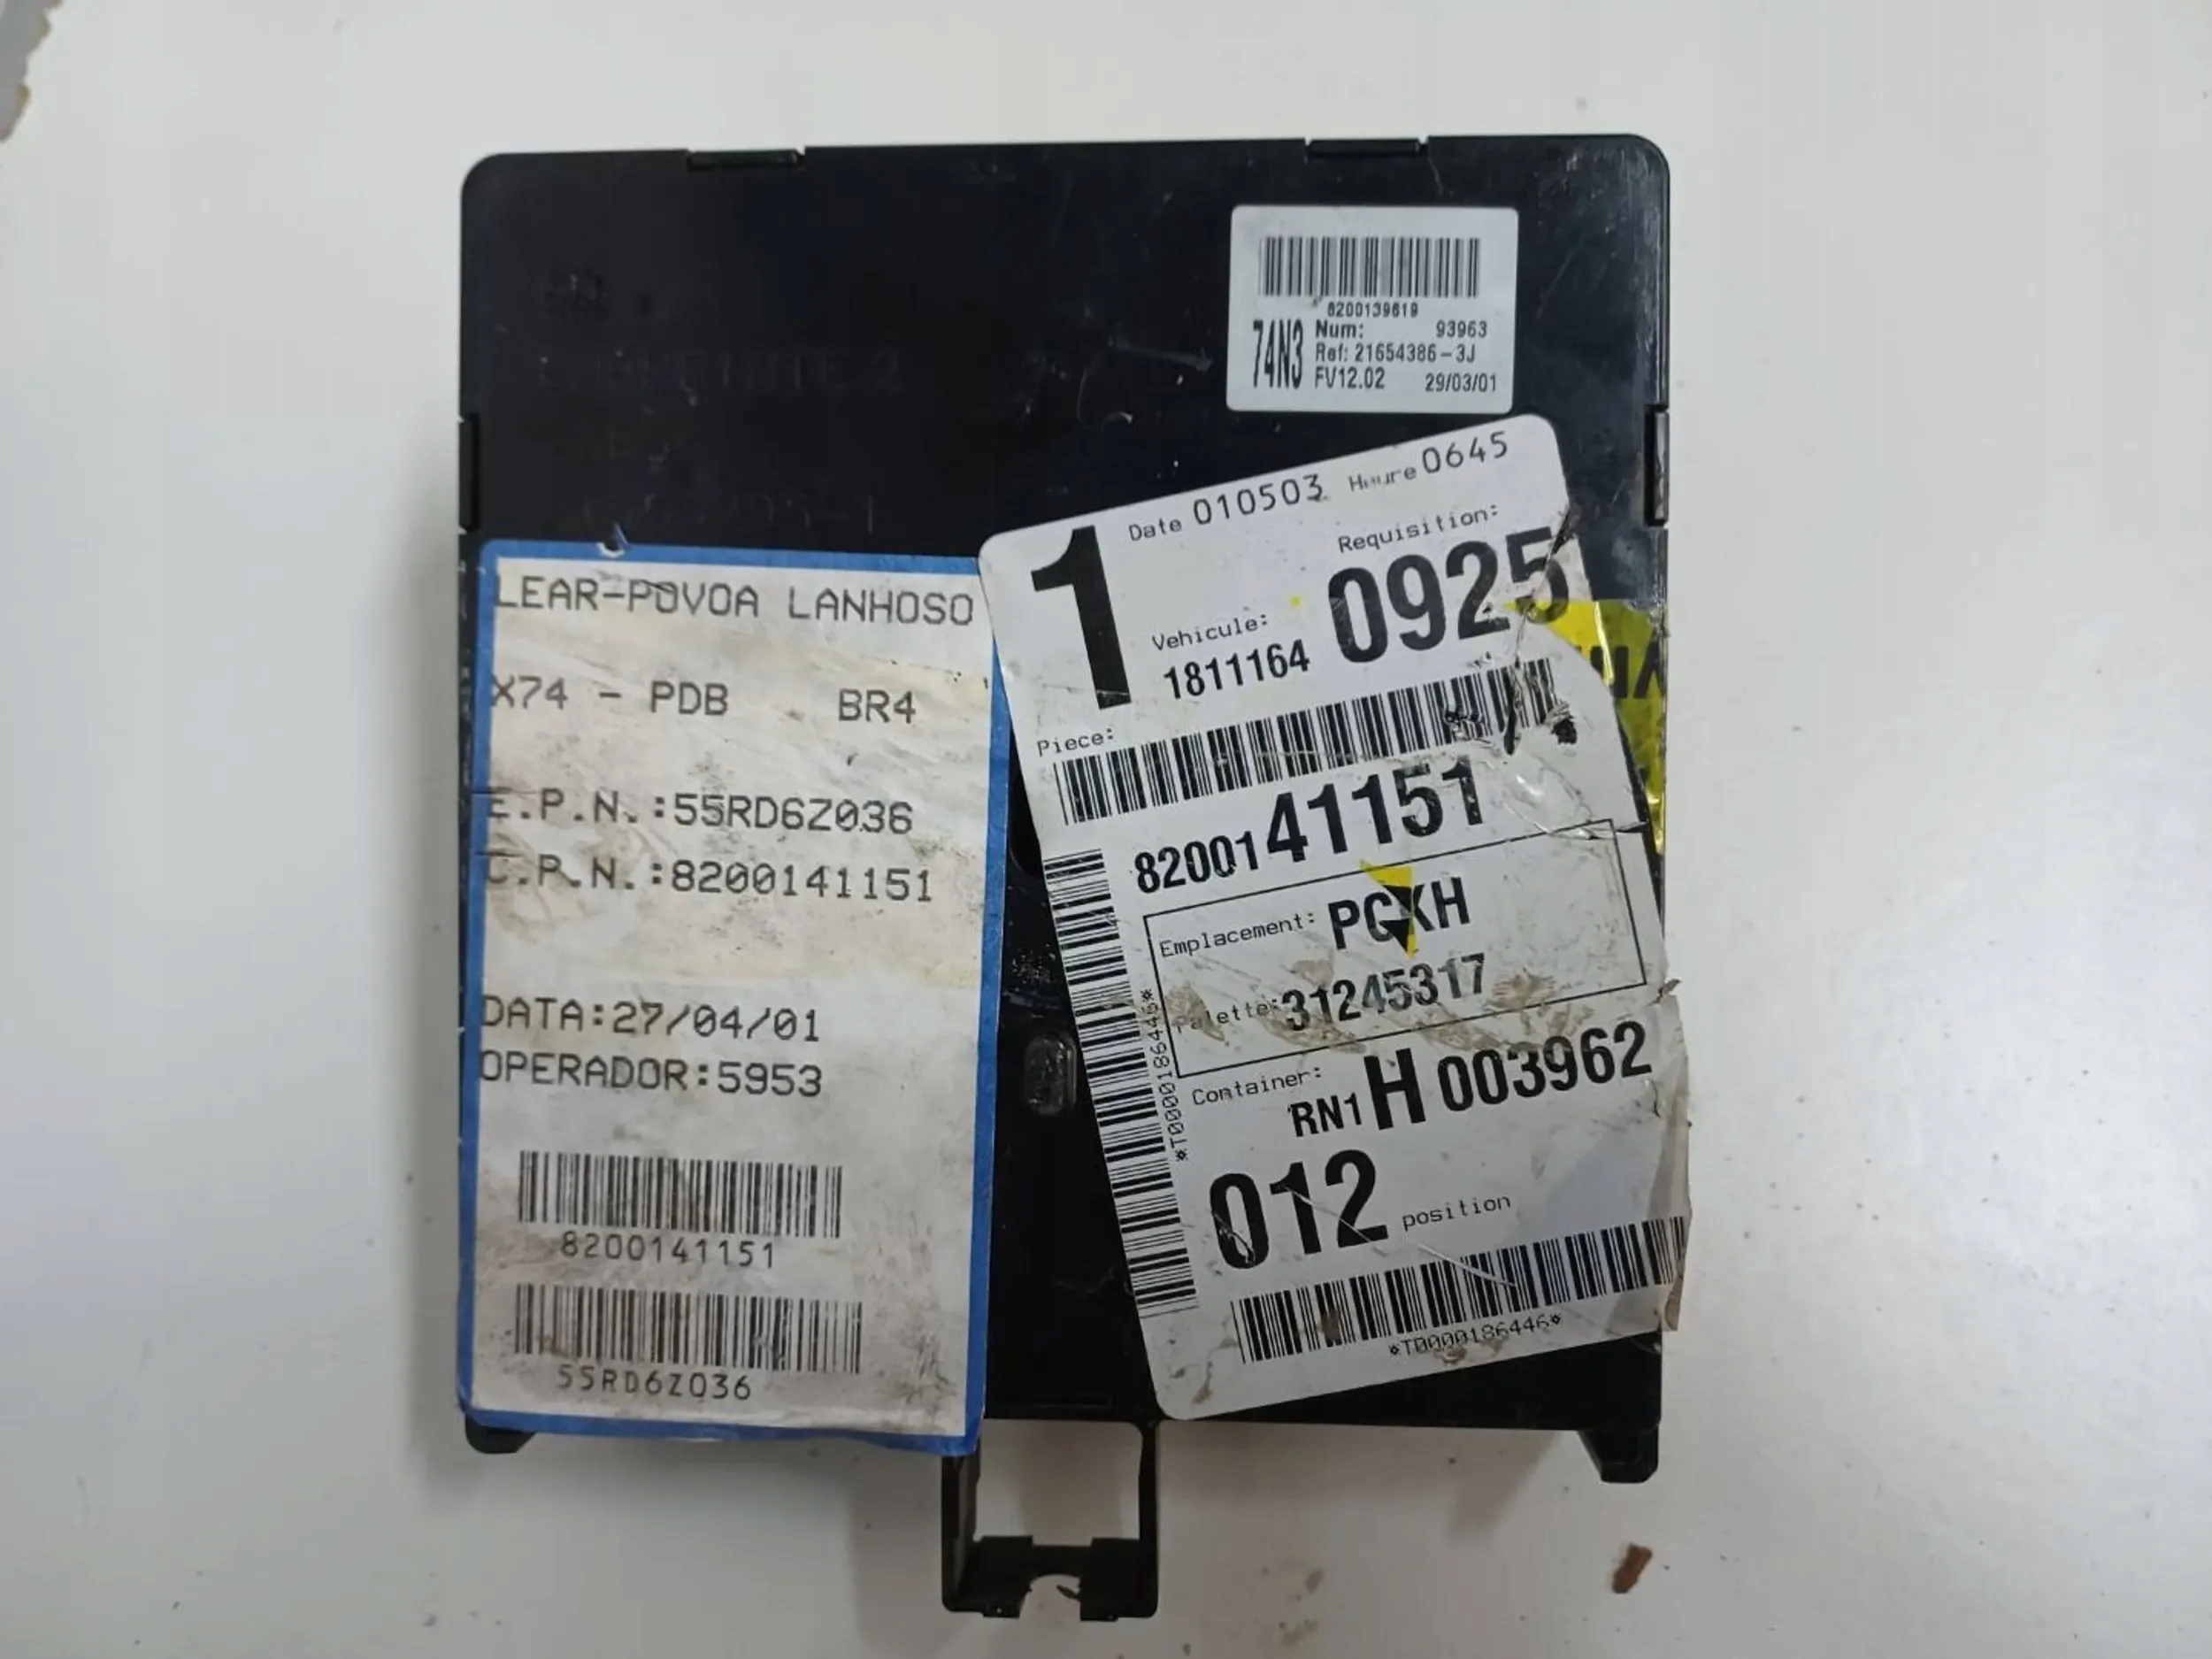 8200139619
74N3
Num: 93963
Ref: 21654386-3J
FV12.02 29/03/01
LEAR-POVOA LANHOSO
X74 - PDB BR4
E.P.N.:55RD6Z036
C.P.N.:8200141151
DATA:27/04/01
OPERADOR:5953
8200141151
55RD6Z036
1
Date 010503 Heure 0645
Requisition:
0925
Vehicule:
1811164
Piece:
8200141151
Emplacement: PGXH
Palette: 31245317
*T0000186446*
Container:
RN1 H 003962
012 position
*T0000186446*